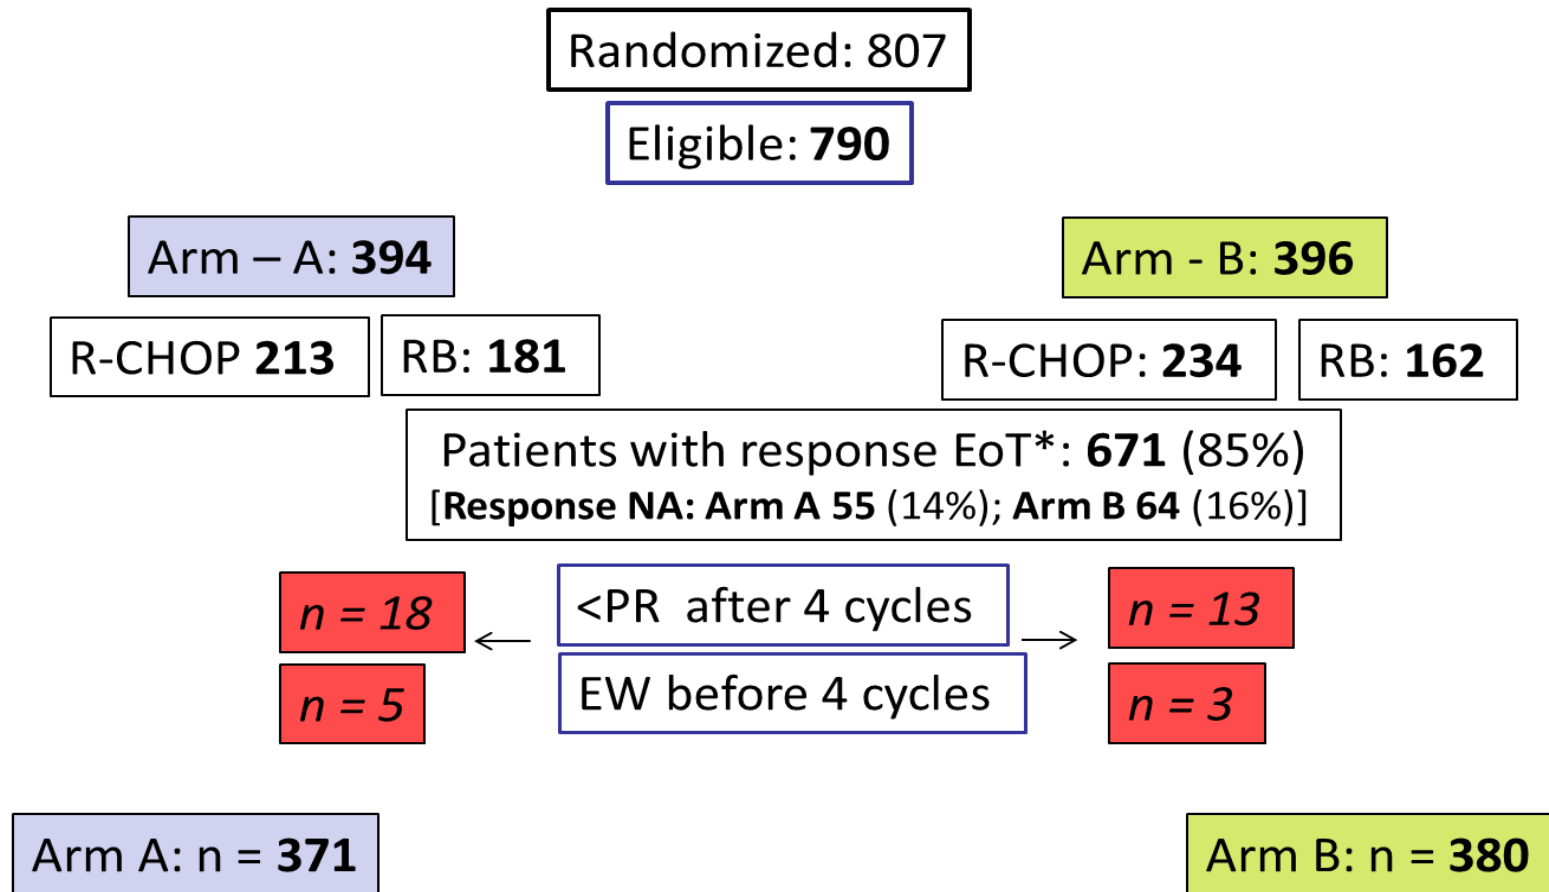 Randomized: 807
Eligible: 790
Arm – A: 394
Arm - B: 396
R-CHOP 213
RB: 181
R-CHOP: 234
RB: 162
Patients with response EoT*: 671 (85%)
[Response NA: Arm A 55 (14%); Arm B 64 (16%)]
n = 18
<PR after 4 cycles
n = 13
n = 5
EW before 4 cycles
n = 3
Arm A: n = 371
Arm B: n = 380